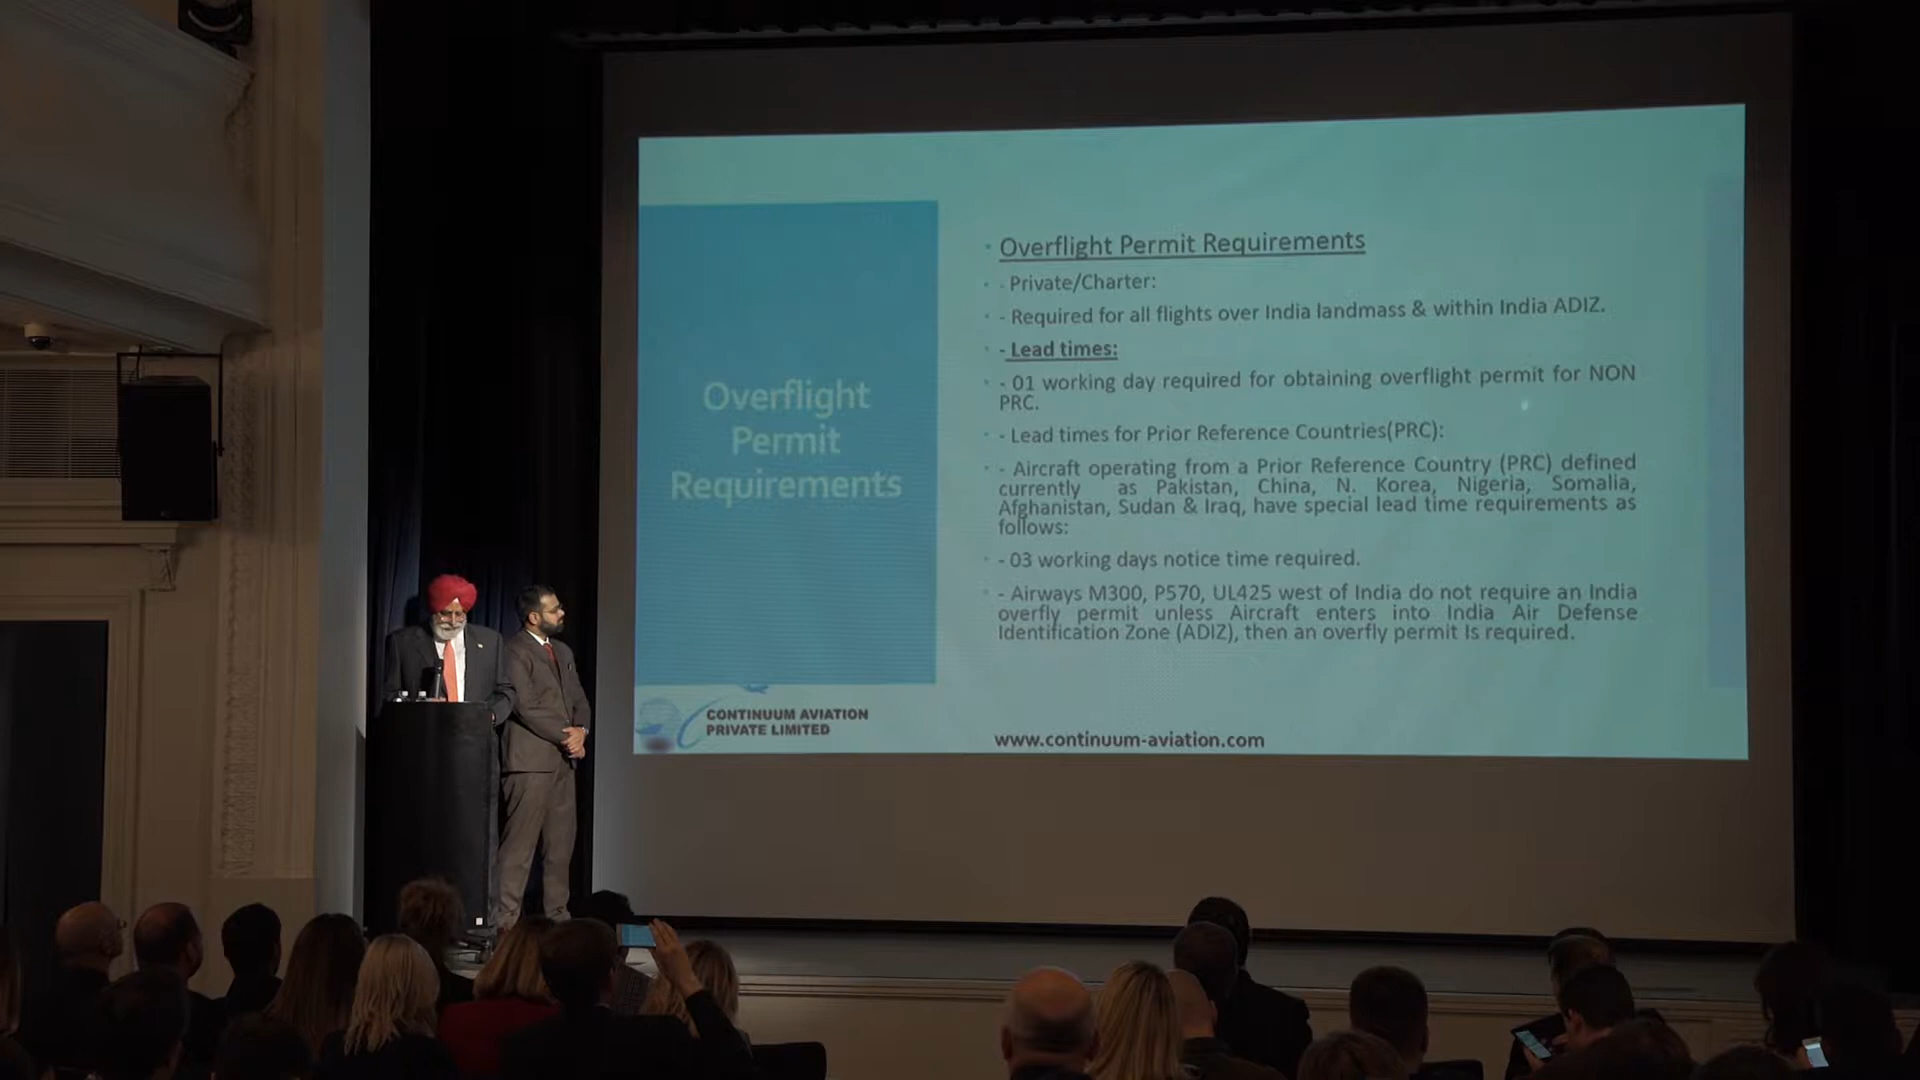 Overflight
Permit
Requirements
Overflight Permit Requirements
- Private/Charter:
- Required for all flights over India landmass & within India ADIZ.
- Lead times:
- 01 working day required for obtaining overflight permit for NON
PRC.
- Lead times for Prior Reference Countries(PRC):
- Aircraft operating from a Prior Reference Country (PRC) defined
currently as Pakistan, China, N. Korea, Nigeria, Somalia,
Afghanistan, Sudan & Iraq, have special lead time requirements as
follows:
- 03 working days notice time required.
- Airways M300, P570, UL425 west of India do not require an India
overfly permit unless Aircraft enters into India Air Defense
Identification Zone (ADIZ), then an overfly permit Is required.
CONTINUUM AVIATION
PRIVATE LIMITED
www.continuum-aviation.com